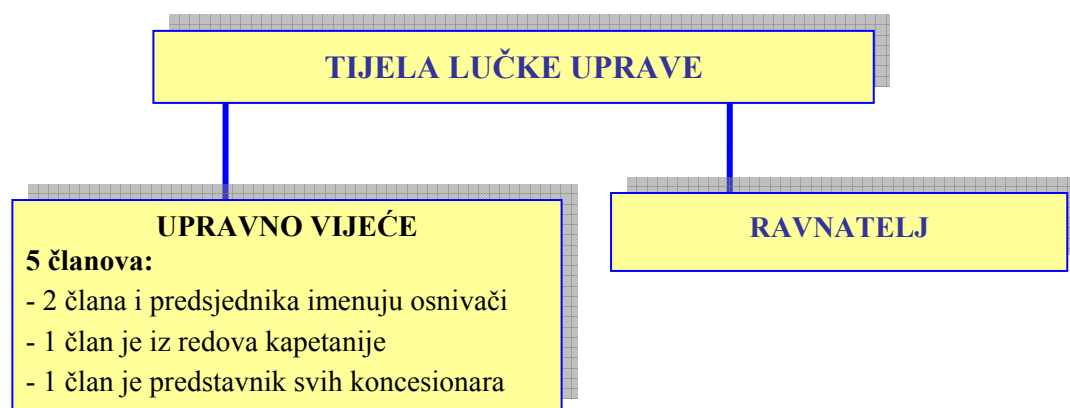 TIJELA LUČKE UPRAVE
UPRAVNO VIJEĆE
5 članova:
- 2 člana i predsjednika imenuju osnivači
- 1 član je iz redova kapetanije
- 1 član je predstavnik svih koncesionara
RAVNATELJ